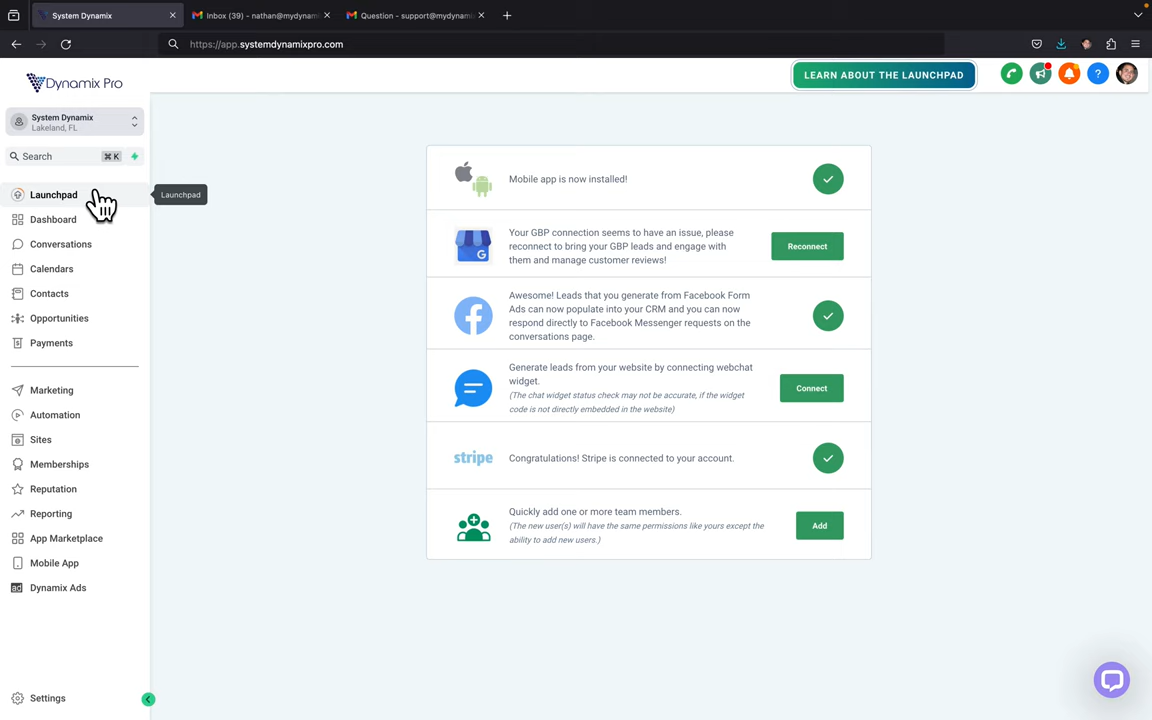 System Dynamix
Inbox (39) - nathan@mydynami
Question - support@mydynami
https://app.systemdynamixpro.com
Dynamix Pro
LEARN ABOUT THE LAUNCHPAD
System Dynamix
Lakeland, FL
Search
⌘ K
Launchpad
Launchpad
Dashboard
Conversations
Calendars
Contacts
Opportunities
Payments
Marketing
Automation
Sites
Memberships
Reputation
Reporting
App Marketplace
Mobile App
ad Dynamix Ads
Settings
Mobile app is now installed!
Your GBP connection seems to have an issue, please
reconnect to bring your GBP leads and engage with
them and manage customer reviews!
Reconnect
Awesome! Leads that you generate from Facebook Form
Ads can now populate into your CRM and you can now
respond directly to Facebook Messenger requests on the
conversations page.
Generate leads from your website by connecting webchat
widget.
(The chat widget status check may not be accurate, if the widget
code is not directly embedded in the website)
Connect
stripe
Congratulations! Stripe is connected to your account.
Quickly add one or more team members.
(The new user(s) will have the same permissions like yours except the
ability to add new users.)
Add